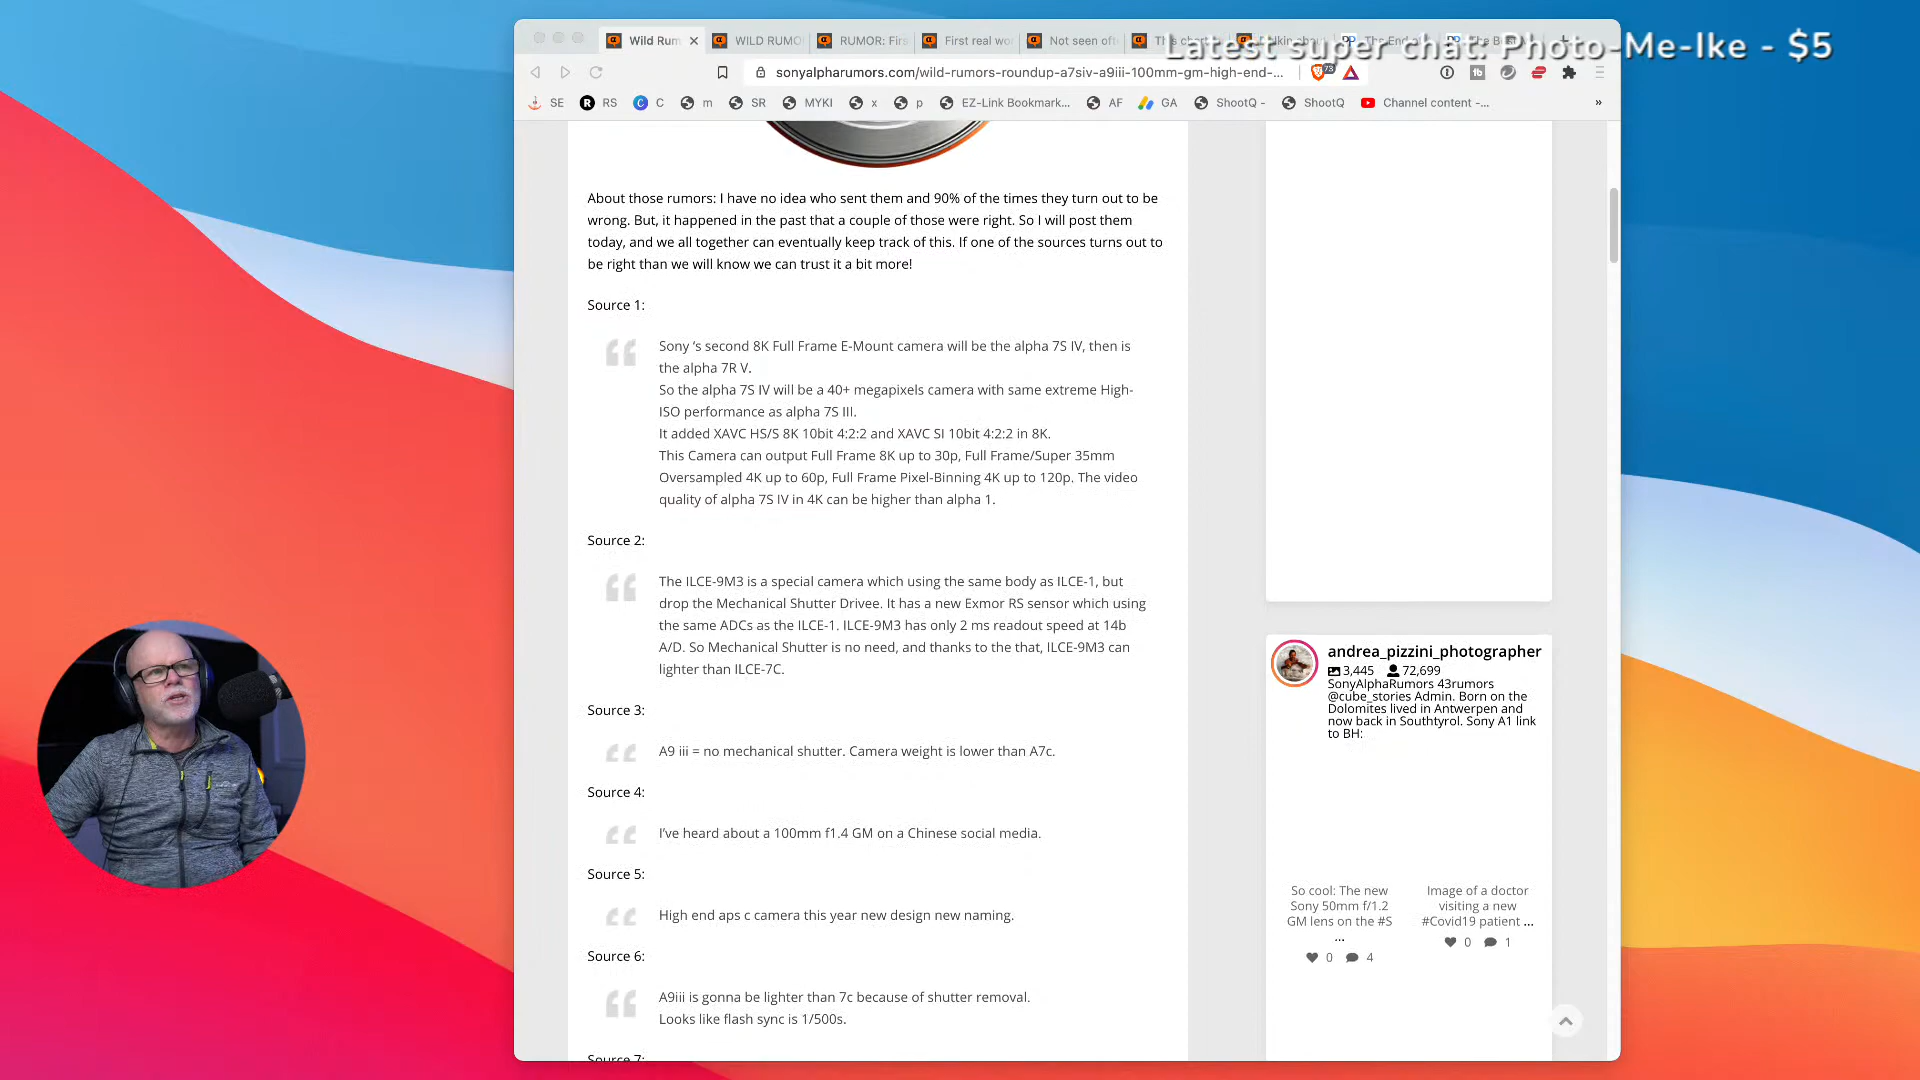 Latest super chat: Photo-Me-Ike - $5
Wild Rum
WILD RUMO
RUMOR: Firs
First real wo
Not seen oft
sonyalpharumors.com/wild-rumors-roundup-a7siv-a9iii-100mm-gm-high-end-...
73
SE
RS
C
m
SR
MYKI
x
p
EZ-Link Bookmark...
AF
GA
ShootQ -
ShootQ
Channel content -...
»
About those rumors: I have no idea who sent them and 90% of the times they turn out to be
wrong. But, it happened in the past that a couple of those were right. So I will post them
today, and we all together can eventually keep track of this. If one of the sources turns out to
be right than we will know we can trust it a bit more!
Source 1:
Sony ‘s second 8K Full Frame E-Mount camera will be the alpha 7S IV, then is
the alpha 7R V.
So the alpha 7S IV will be a 40+ megapixels camera with same extreme High-
ISO performance as alpha 7S III.
It added XAVC HS/S 8K 10bit 4:2:2 and XAVC SI 10bit 4:2:2 in 8K.
This Camera can output Full Frame 8K up to 30p, Full Frame/Super 35mm
Oversampled 4K up to 60p, Full Frame Pixel-Binning 4K up to 120p. The video
quality of alpha 7S IV in 4K can be higher than alpha 1.
Source 2:
The ILCE-9M3 is a special camera which using the same body as ILCE-1, but
drop the Mechanical Shutter Drivee. It has a new Exmor RS sensor which using
the same ADCs as the ILCE-1. ILCE-9M3 has only 2 ms readout speed at 14b
A/D. So Mechanical Shutter is no need, and thanks to the that, ILCE-9M3 can
lighter than ILCE-7C.
Source 3:
A9 iii = no mechanical shutter. Camera weight is lower than A7c.
Source 4:
I’ve heard about a 100mm f1.4 GM on a Chinese social media.
Source 5:
High end aps c camera this year new design new naming.
Source 6:
A9iii is gonna be lighter than 7c because of shutter removal.
Looks like flash sync is 1/500s.
Source 7:
andrea_pizzini_photographer
3,445 72,699
SonyAlphaRumors 43rumors
@cube_stories Admin. Born on the
Dolomites lived in Antwerpen and
now back in Southtyrol. Sony A1 link
to BH:
So cool: The new
Sony 50mm f/1.2
GM lens on the #S
...
0 4
Image of a doctor
visiting a new
#Covid19 patient ...
0 1